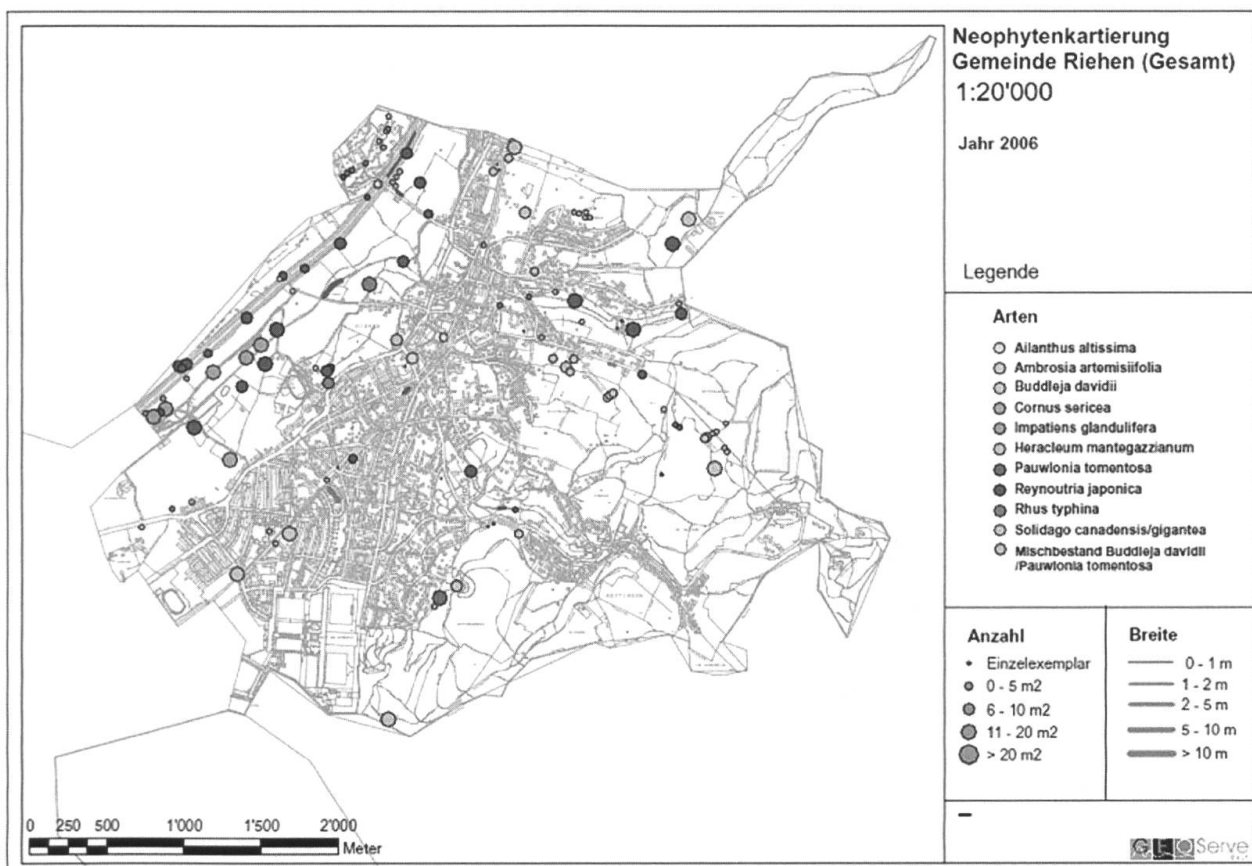 Neophytenkartierung
Gemeinde Riehen (Gesamt)
1:20'000
Jahr 2006
Legende
Arten
Ailanthus altissima
Ambrosia artemisiifolia
Buddleja davidii
Cornus sericea
Impatiens glandulifera
Heracleum mantegazzianum
Pauwlonia tomentosa
Reynoutria japonica
Rhus typhina
Solidago canadensis/gigantea
Mischbestand Buddleja davidii
/Pauwlonia tomentosa
Anzahl
Einzelexemplar
0 - 5 m2
6 - 10 m2
11 - 20 m2
> 20 m2
Breite
0 - 1 m
1 - 2 m
2 - 5 m
5 - 10 m
> 10 m
0 250 500 1'000 1'500 2'000
Meter
GEOServe